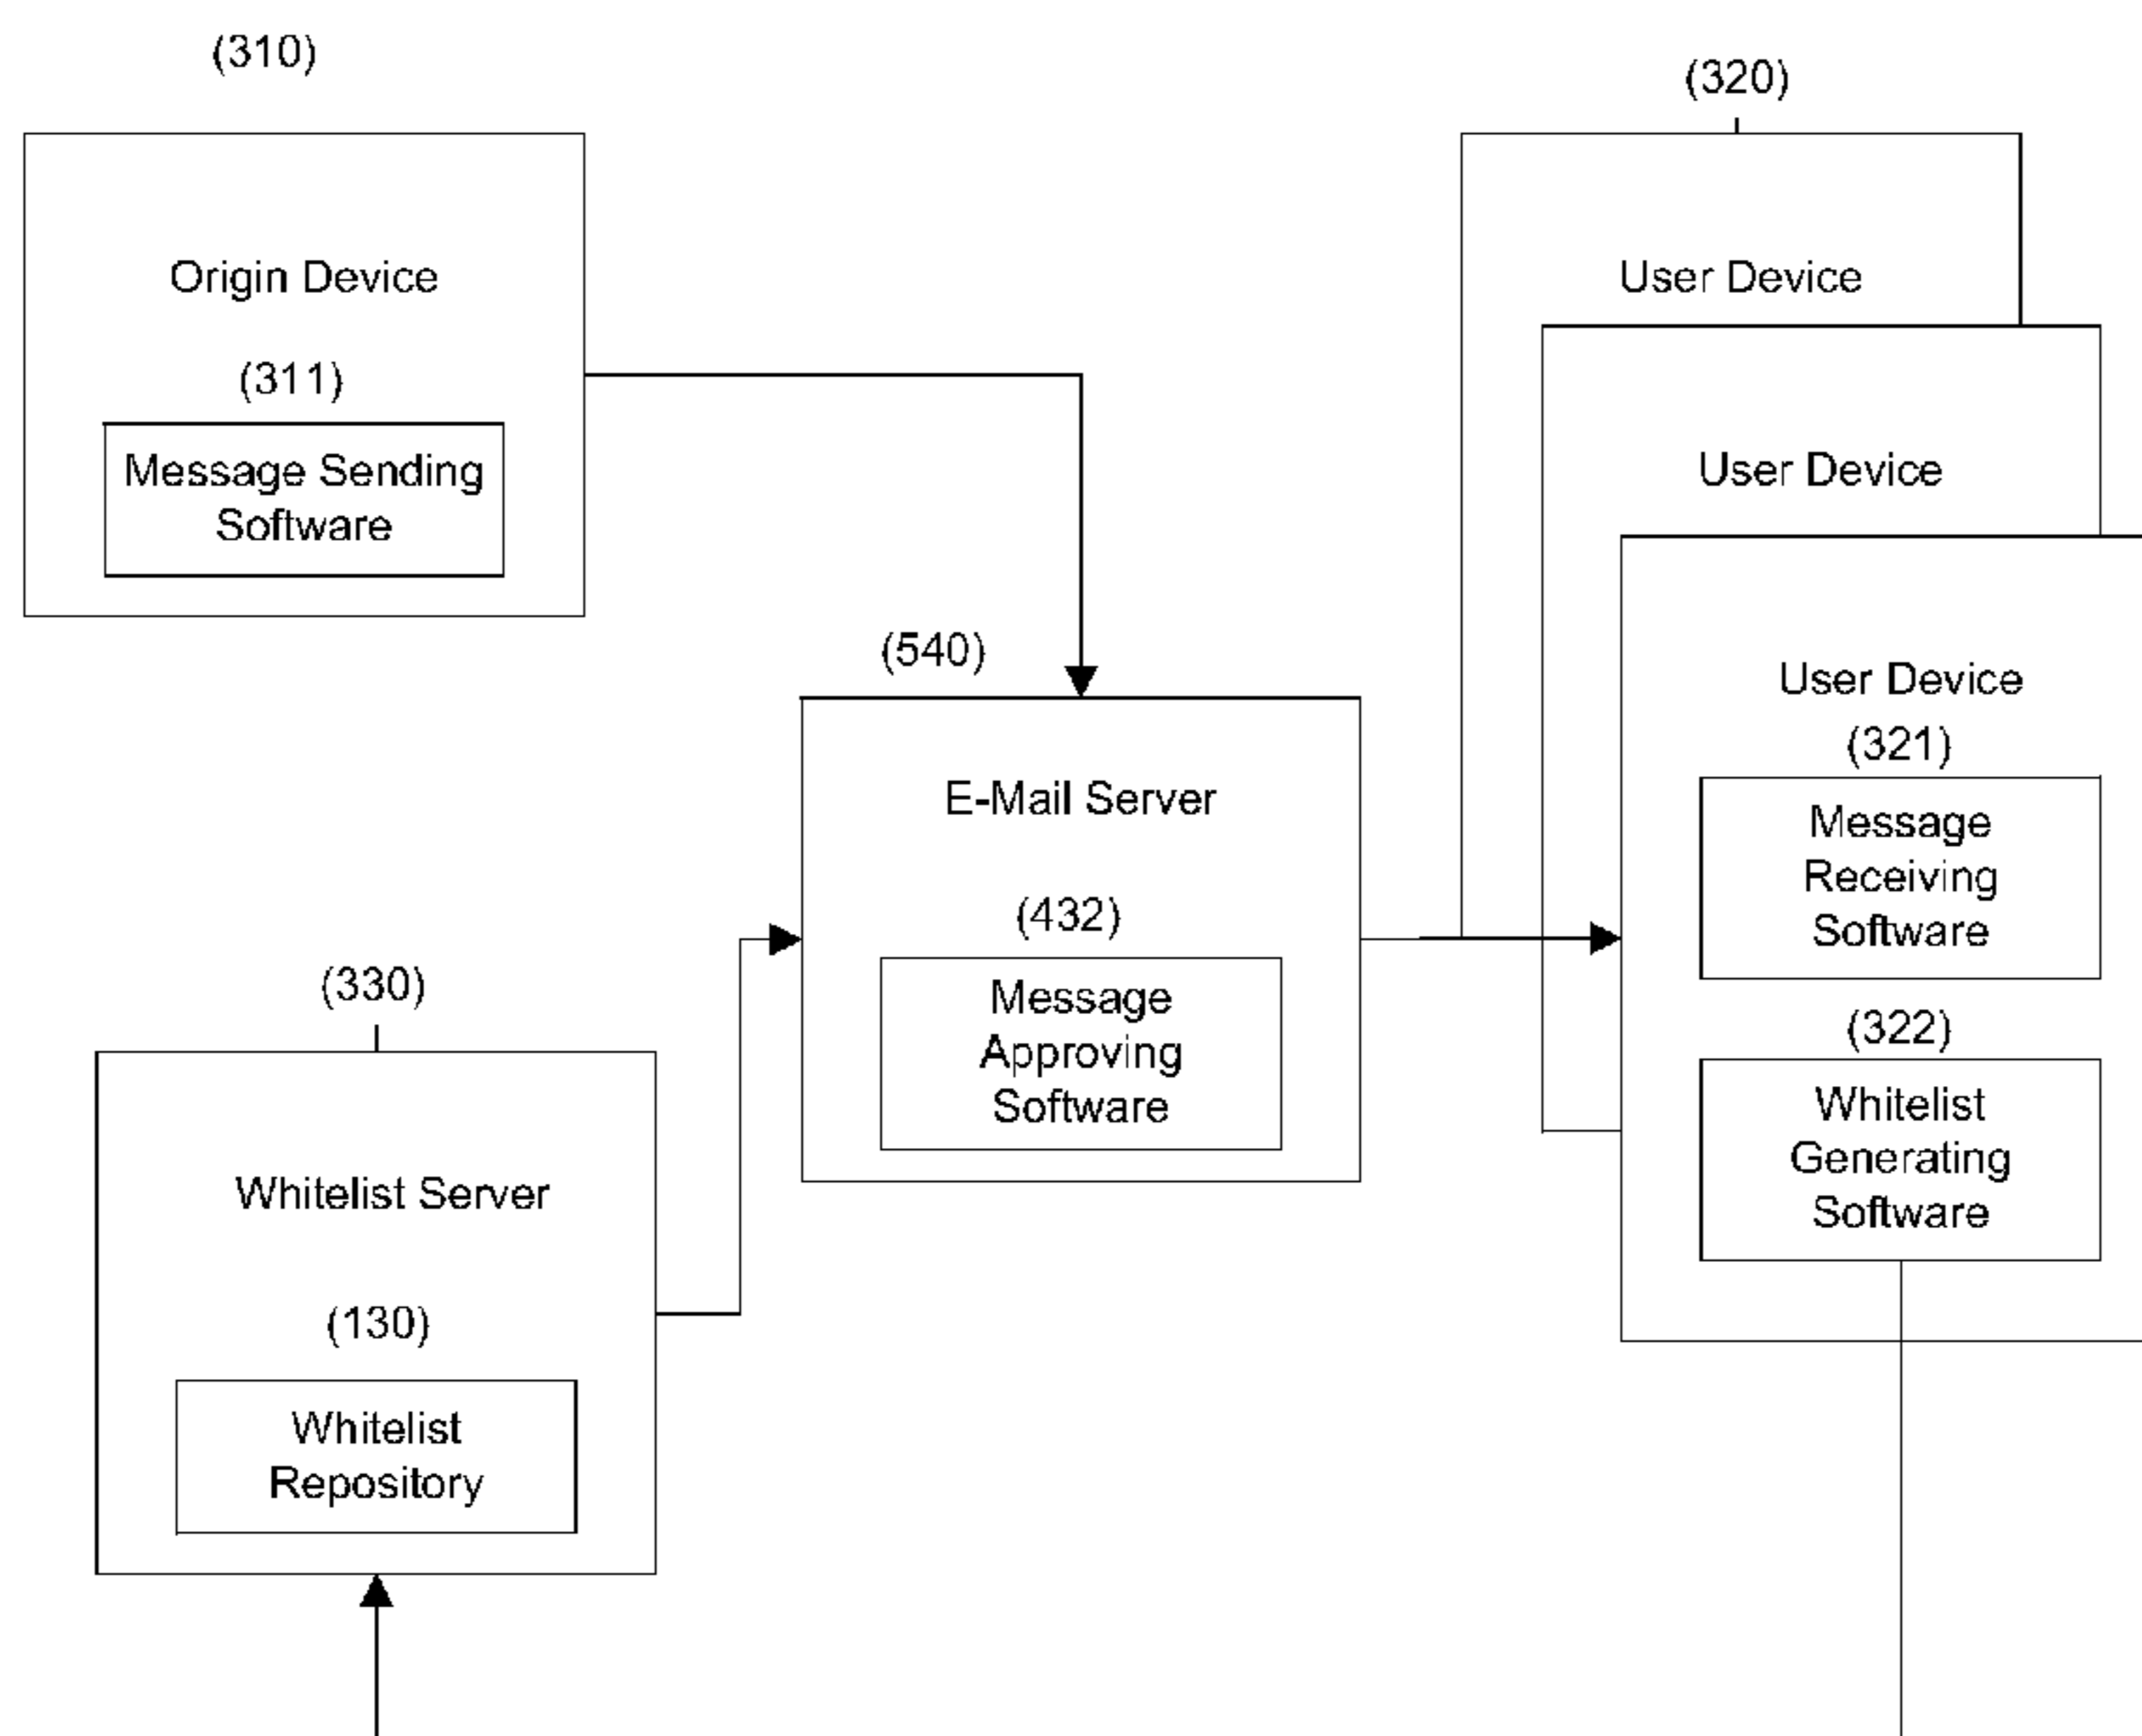 (310)
Origin Device
(311)
Message Sending
Software
(320)
User Device
User Device
User Device
(321)
Message
Receiving
Software
(322)
Whitelist
Generating
Software
(540)
E-Mail Server
(432)
Message
Approving
Software
(330)
Whitelist Server
(130)
Whitelist
Repository